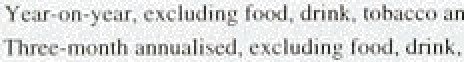 Year-on-year, excluding food, drink, tobacco an
Three-month annualised, excluding food, drink,